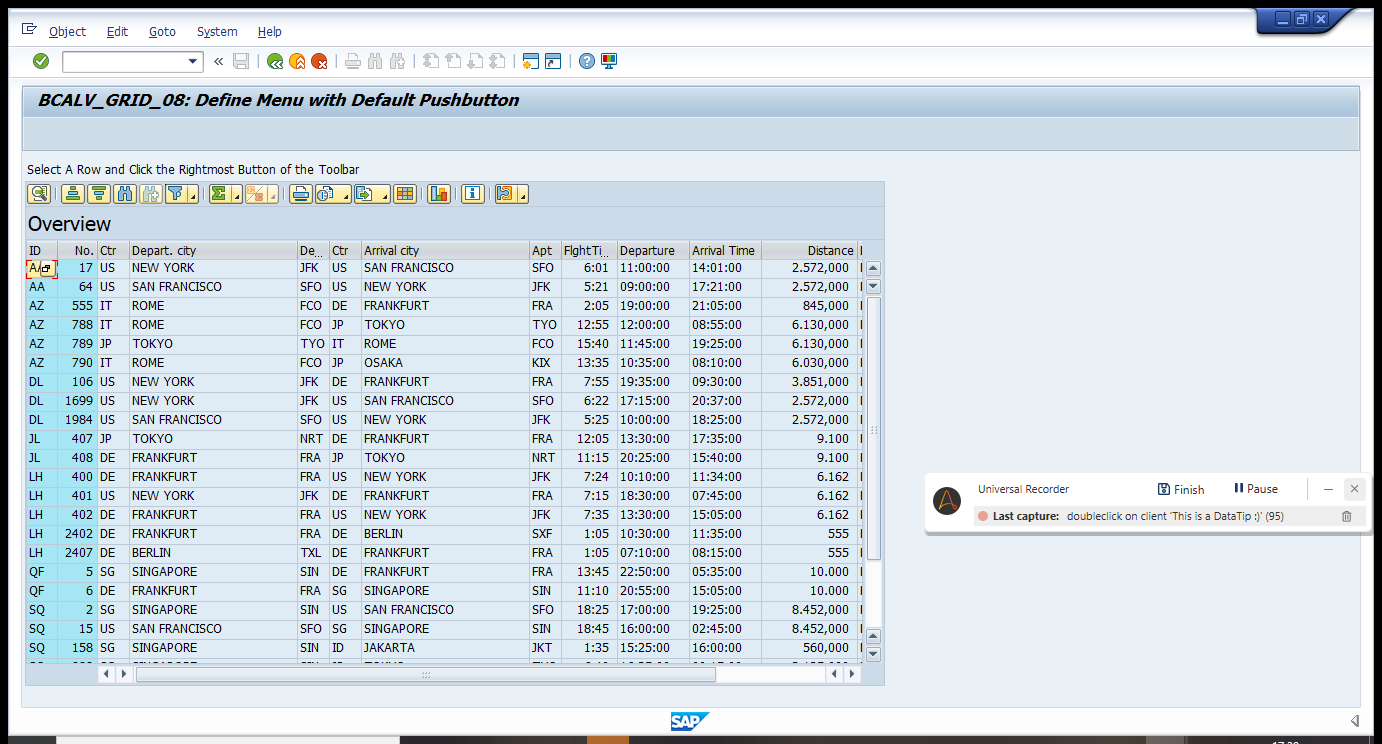 Object Edit Goto System Help
BCALV_GRID_08: Define Menu with Default Pushbutton
Select A Row and Click the Rightmost Button of the Toolbar
Overview
ID No. Ctr Depart. city De... Ctr Arrival city Apt FlghtTi... Departure Arrival Time Distance
17 US NEW YORK JFK US SAN FRANCISCO SFO 6:01 11:00:00 14:01:00 2.572,000
AA 64 US SAN FRANCISCO SFO US NEW YORK JFK 5:21 09:00:00 17:21:00 2.572,000
AZ 555 IT ROME FCO DE FRANKFURT FRA 2:05 19:00:00 21:05:00 845,000
AZ 788 IT ROME FCO JP TOKYO TYO 12:55 12:00:00 08:55:00 6.130,000
AZ 789 JP TOKYO TYO IT ROME FCO 15:40 11:45:00 19:25:00 6.130,000
AZ 790 IT ROME FCO JP OSAKA KIX 13:35 10:35:00 08:10:00 6.030,000
DL 106 US NEW YORK JFK DE FRANKFURT FRA 7:55 19:35:00 09:30:00 3.851,000
DL 1699 US NEW YORK JFK US SAN FRANCISCO SFO 6:22 17:15:00 20:37:00 2.572,000
DL 1984 US SAN FRANCISCO SFO US NEW YORK JFK 5:25 10:00:00 18:25:00 2.572,000
JL 407 JP TOKYO NRT DE FRANKFURT FRA 12:05 13:30:00 17:35:00 9.100
JL 408 DE FRANKFURT FRA JP TOKYO NRT 11:15 20:25:00 15:40:00 9.100
LH 400 DE FRANKFURT FRA US NEW YORK JFK 7:24 10:10:00 11:34:00 6.162
LH 401 US NEW YORK JFK DE FRANKFURT FRA 7:15 18:30:00 07:45:00 6.162
LH 402 DE FRANKFURT FRA US NEW YORK JFK 7:35 13:30:00 15:05:00 6.162
LH 2402 DE FRANKFURT FRA DE BERLIN SXF 1:05 10:30:00 11:35:00 555
LH 2407 DE BERLIN TXL DE FRANKFURT FRA 1:05 07:10:00 08:15:00 555
QF 5 SG SINGAPORE SIN DE FRANKFURT FRA 13:45 22:50:00 05:35:00 10.000
QF 6 DE FRANKFURT FRA SG SINGAPORE SIN 11:10 20:55:00 15:05:00 10.000
SQ 2 SG SINGAPORE SIN US SAN FRANCISCO SFO 18:25 17:00:00 19:25:00 8.452,000
SQ 15 US SAN FRANCISCO SFO SG SINGAPORE SIN 18:45 16:00:00 02:45:00 8.452,000
SQ 158 SG SINGAPORE SIN ID JAKARTA JKT 1:35 15:25:00 16:00:00 560,000
Universal Recorder Finish Pause
Last capture: doubleclick on client 'This is a DataTip :)' (95)
SAP